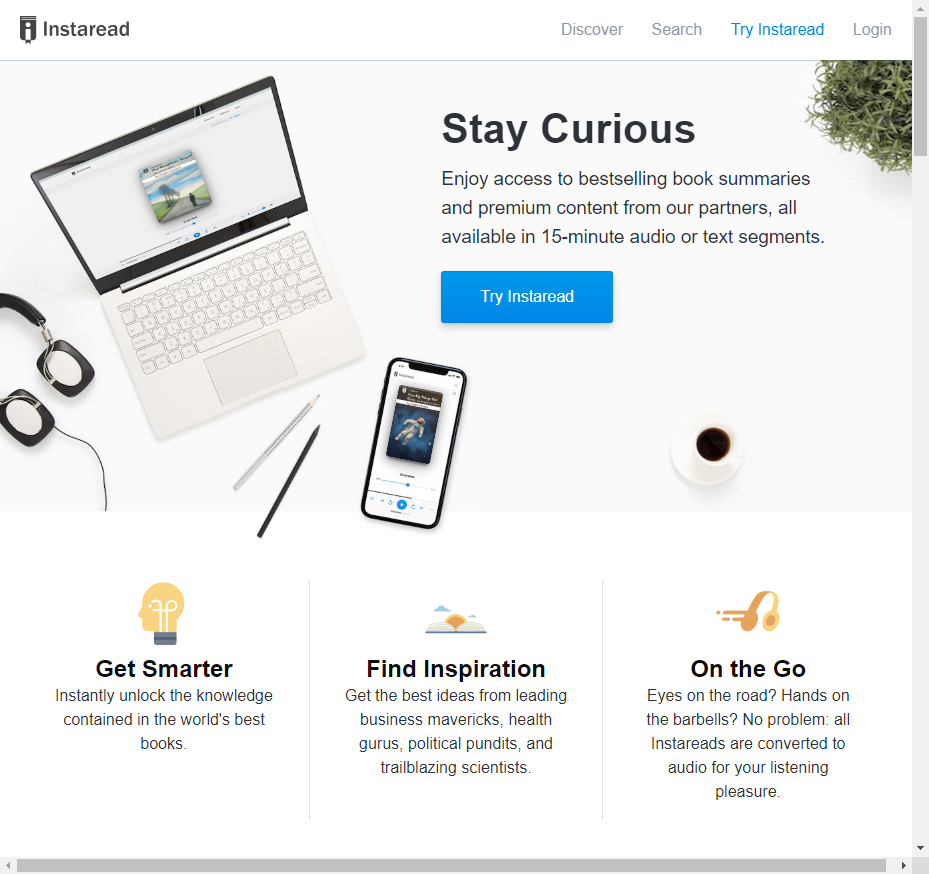 Instaread
Discover
Search
Try Instaread
Login
Stay Curious
Enjoy access to bestselling book summaries
and premium content from our partners, all
available in 15-minute audio or text segments.
Try Instaread
Get Smarter
Instantly unlock the knowledge
contained in the world's best
books.
Find Inspiration
Get the best ideas from leading
business mavericks, health
gurus, political pundits, and
trailblazing scientists.
On the Go
Eyes on the road? Hands on
the barbells? No problem: all
Instareads are converted to
audio for your listening
pleasure.